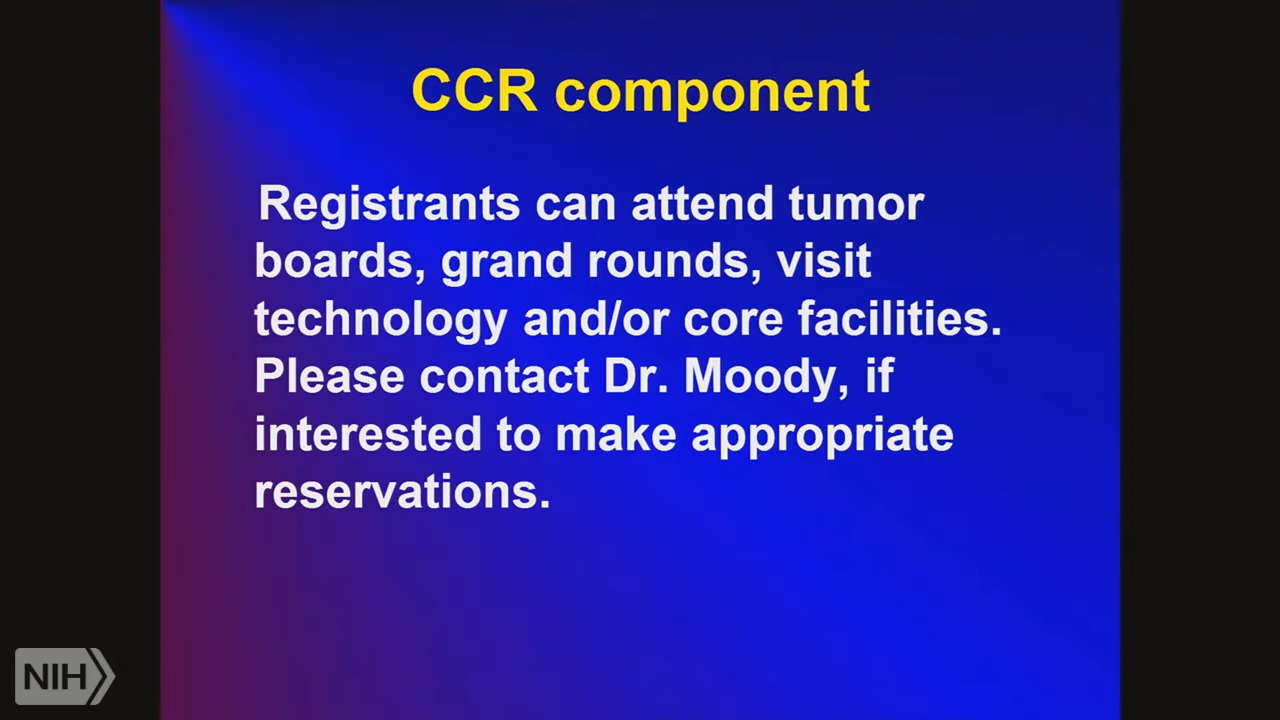 CCR component
Registrants can attend tumor
boards, grand rounds, visit
technology and/or core facilities.
Please contact Dr. Moody, if
interested to make appropriate
reservations.
NIH